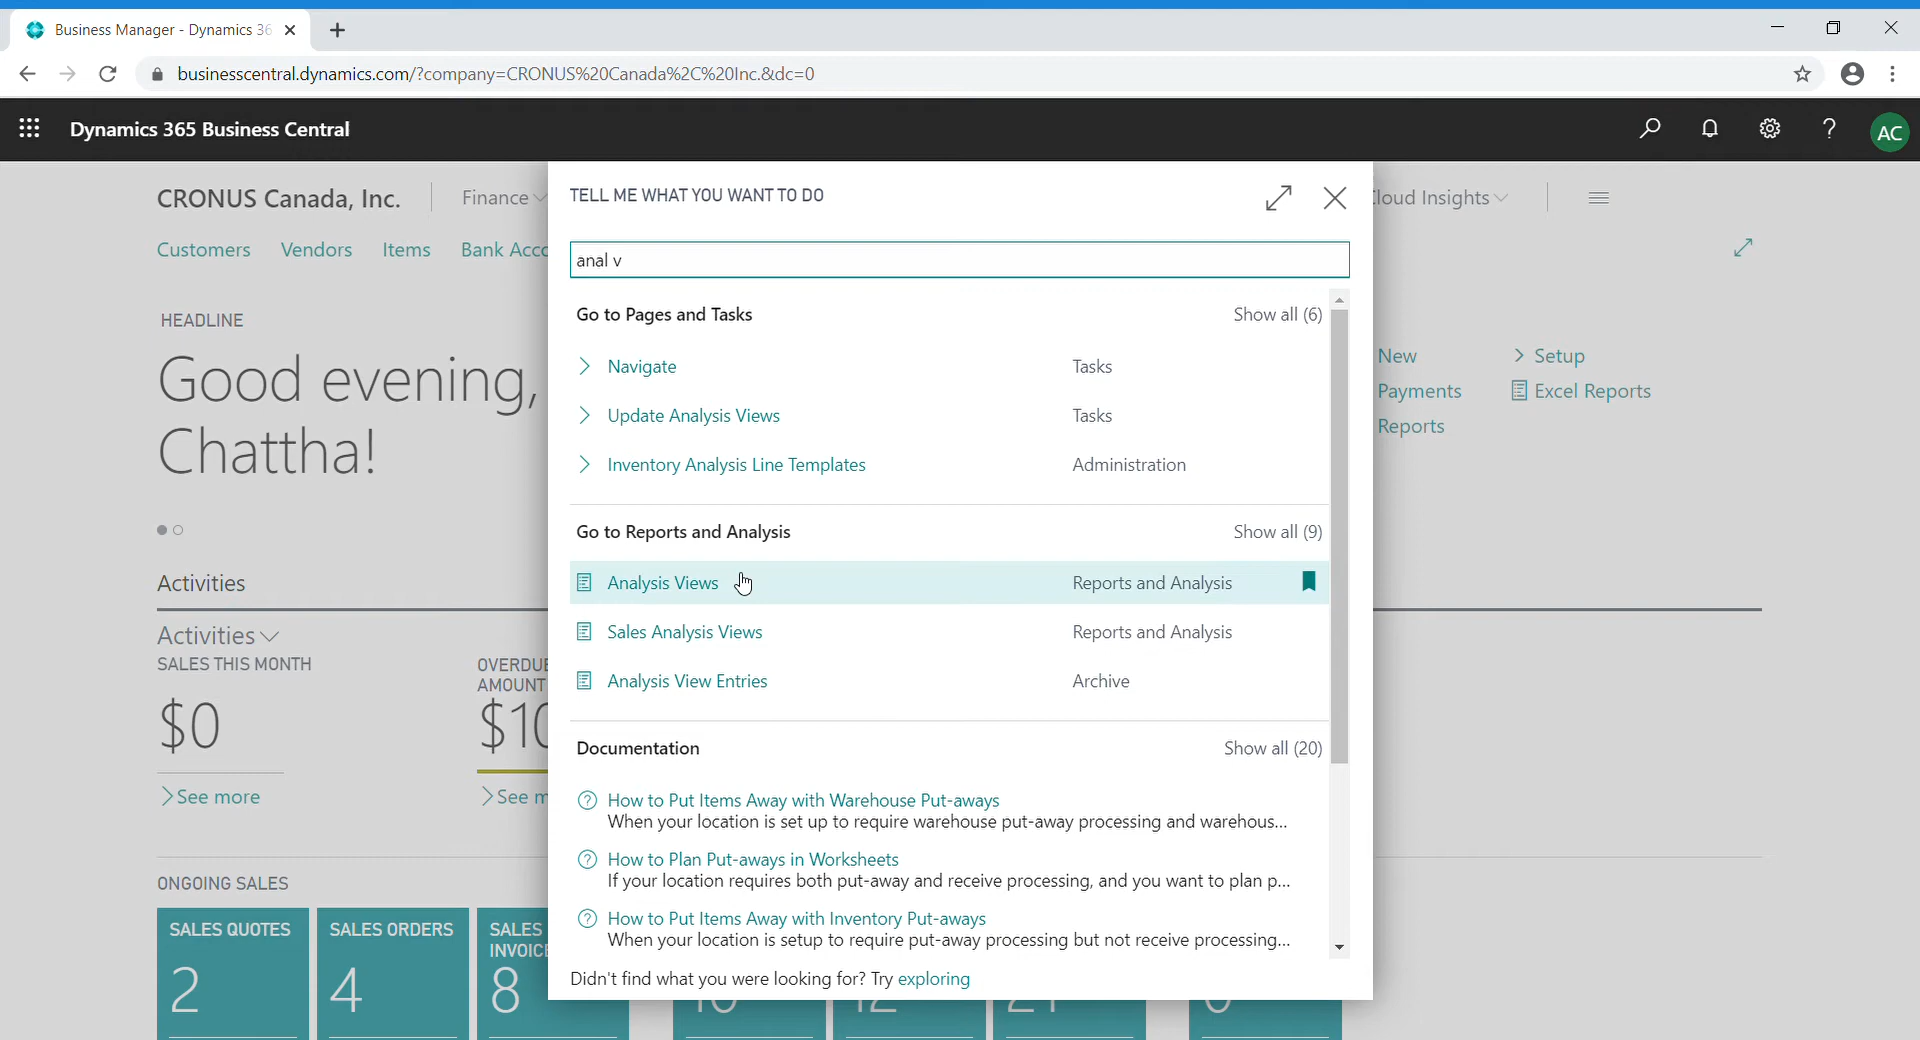 Business Manager - Dynamics 36
businesscentral.dynamics.com/?company=CRONUS%20Canada%2C%20Inc.&dc=0
Dynamics 365 Business Central
AC
CRONUS Canada, Inc.
Finance
Cloud Insights
Customers
Vendors
Items
Bank Acco
HEADLINE
Good evening,
Chattha!
New
Payments
Reports
Setup
Excel Reports
Activities
Activities
SALES THIS MONTH
$0
See more
OVERDUE
AMOUNT
$10
See m
ONGOING SALES
SALES QUOTES
2
SALES ORDERS
4
SALES
INVOICE
8
TELL ME WHAT YOU WANT TO DO
anal v
Go to Pages and Tasks
Show all (6)
Navigate
Tasks
Update Analysis Views
Tasks
Inventory Analysis Line Templates
Administration
Go to Reports and Analysis
Show all (9)
Analysis Views
Reports and Analysis
Sales Analysis Views
Reports and Analysis
Analysis View Entries
Archive
Documentation
Show all (20)
How to Put Items Away with Warehouse Put-aways
When your location is set up to require warehouse put-away processing and warehous...
How to Plan Put-aways in Worksheets
If your location requires both put-away and receive processing, and you want to plan p...
How to Put Items Away with Inventory Put-aways
When your location is setup to require put-away processing but not receive processing...
Didn't find what you were looking for? Try exploring